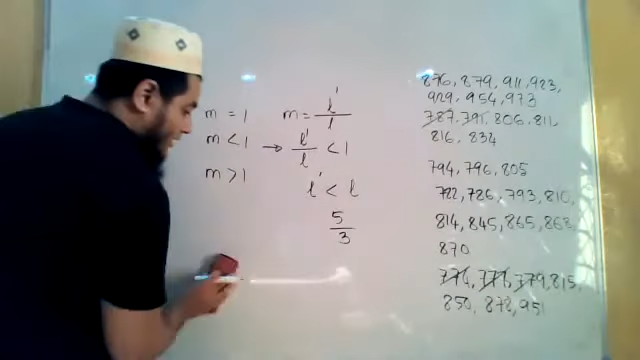 m = 1
m < 1
m > 1
m = l'/l
→ l'/l < 1
l' < l
5/3
876, 879, 911, 923,
929, 954, 973
787, 791, 806, 811,
816, 834
794, 796, 805
722, 726, 793, 810,
814, 845, 865, 868,
870
774, 771, 779, 815,
850, 878, 951